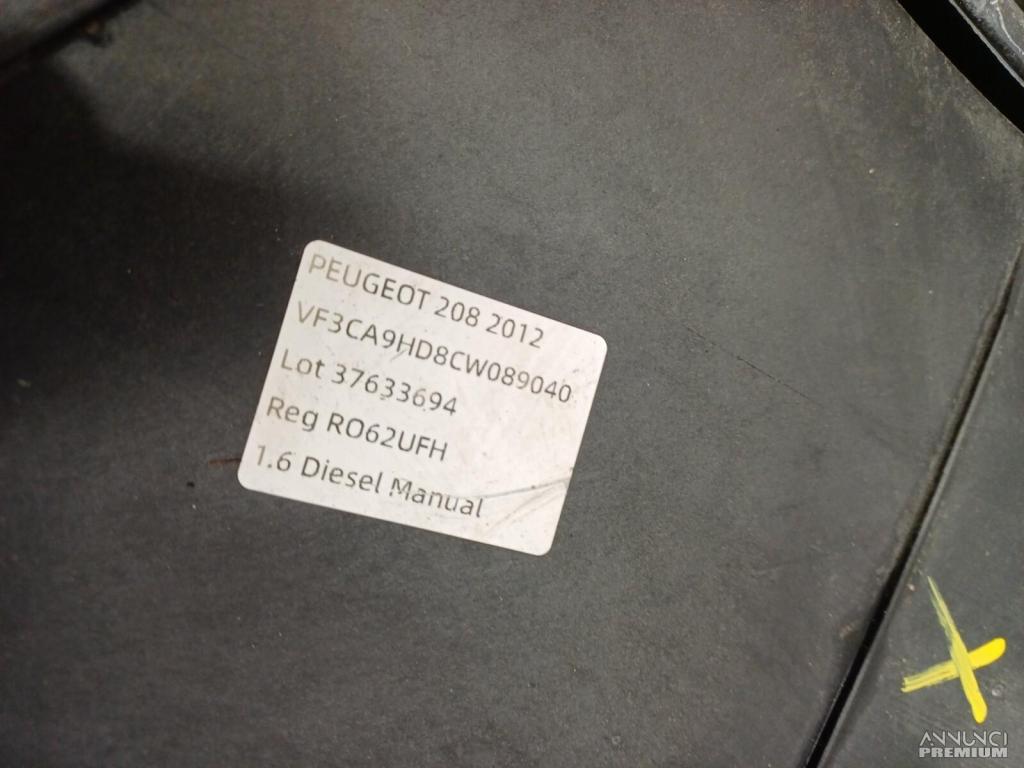 PEUGEOT 208 2012
VF3CA9HD8CW089040
Lot 37633694
Reg RO62UFH
1.6 Diesel Manual
ANNUNCI
PREMIUM